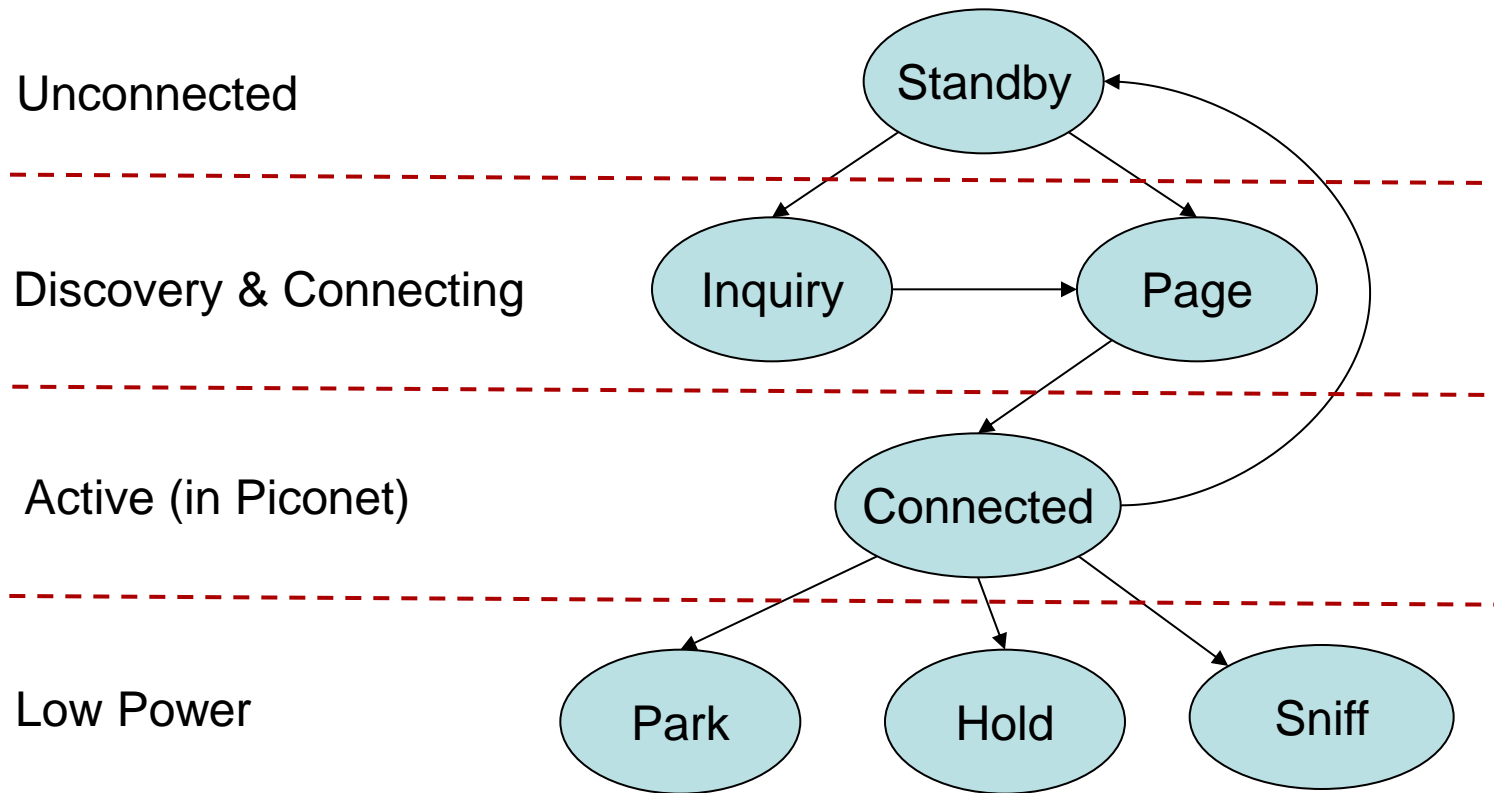 Unconnected
Standby
Discovery & Connecting
Inquiry
Page
Active (in Piconet)
Connected
Low Power
Park
Hold
Sniff